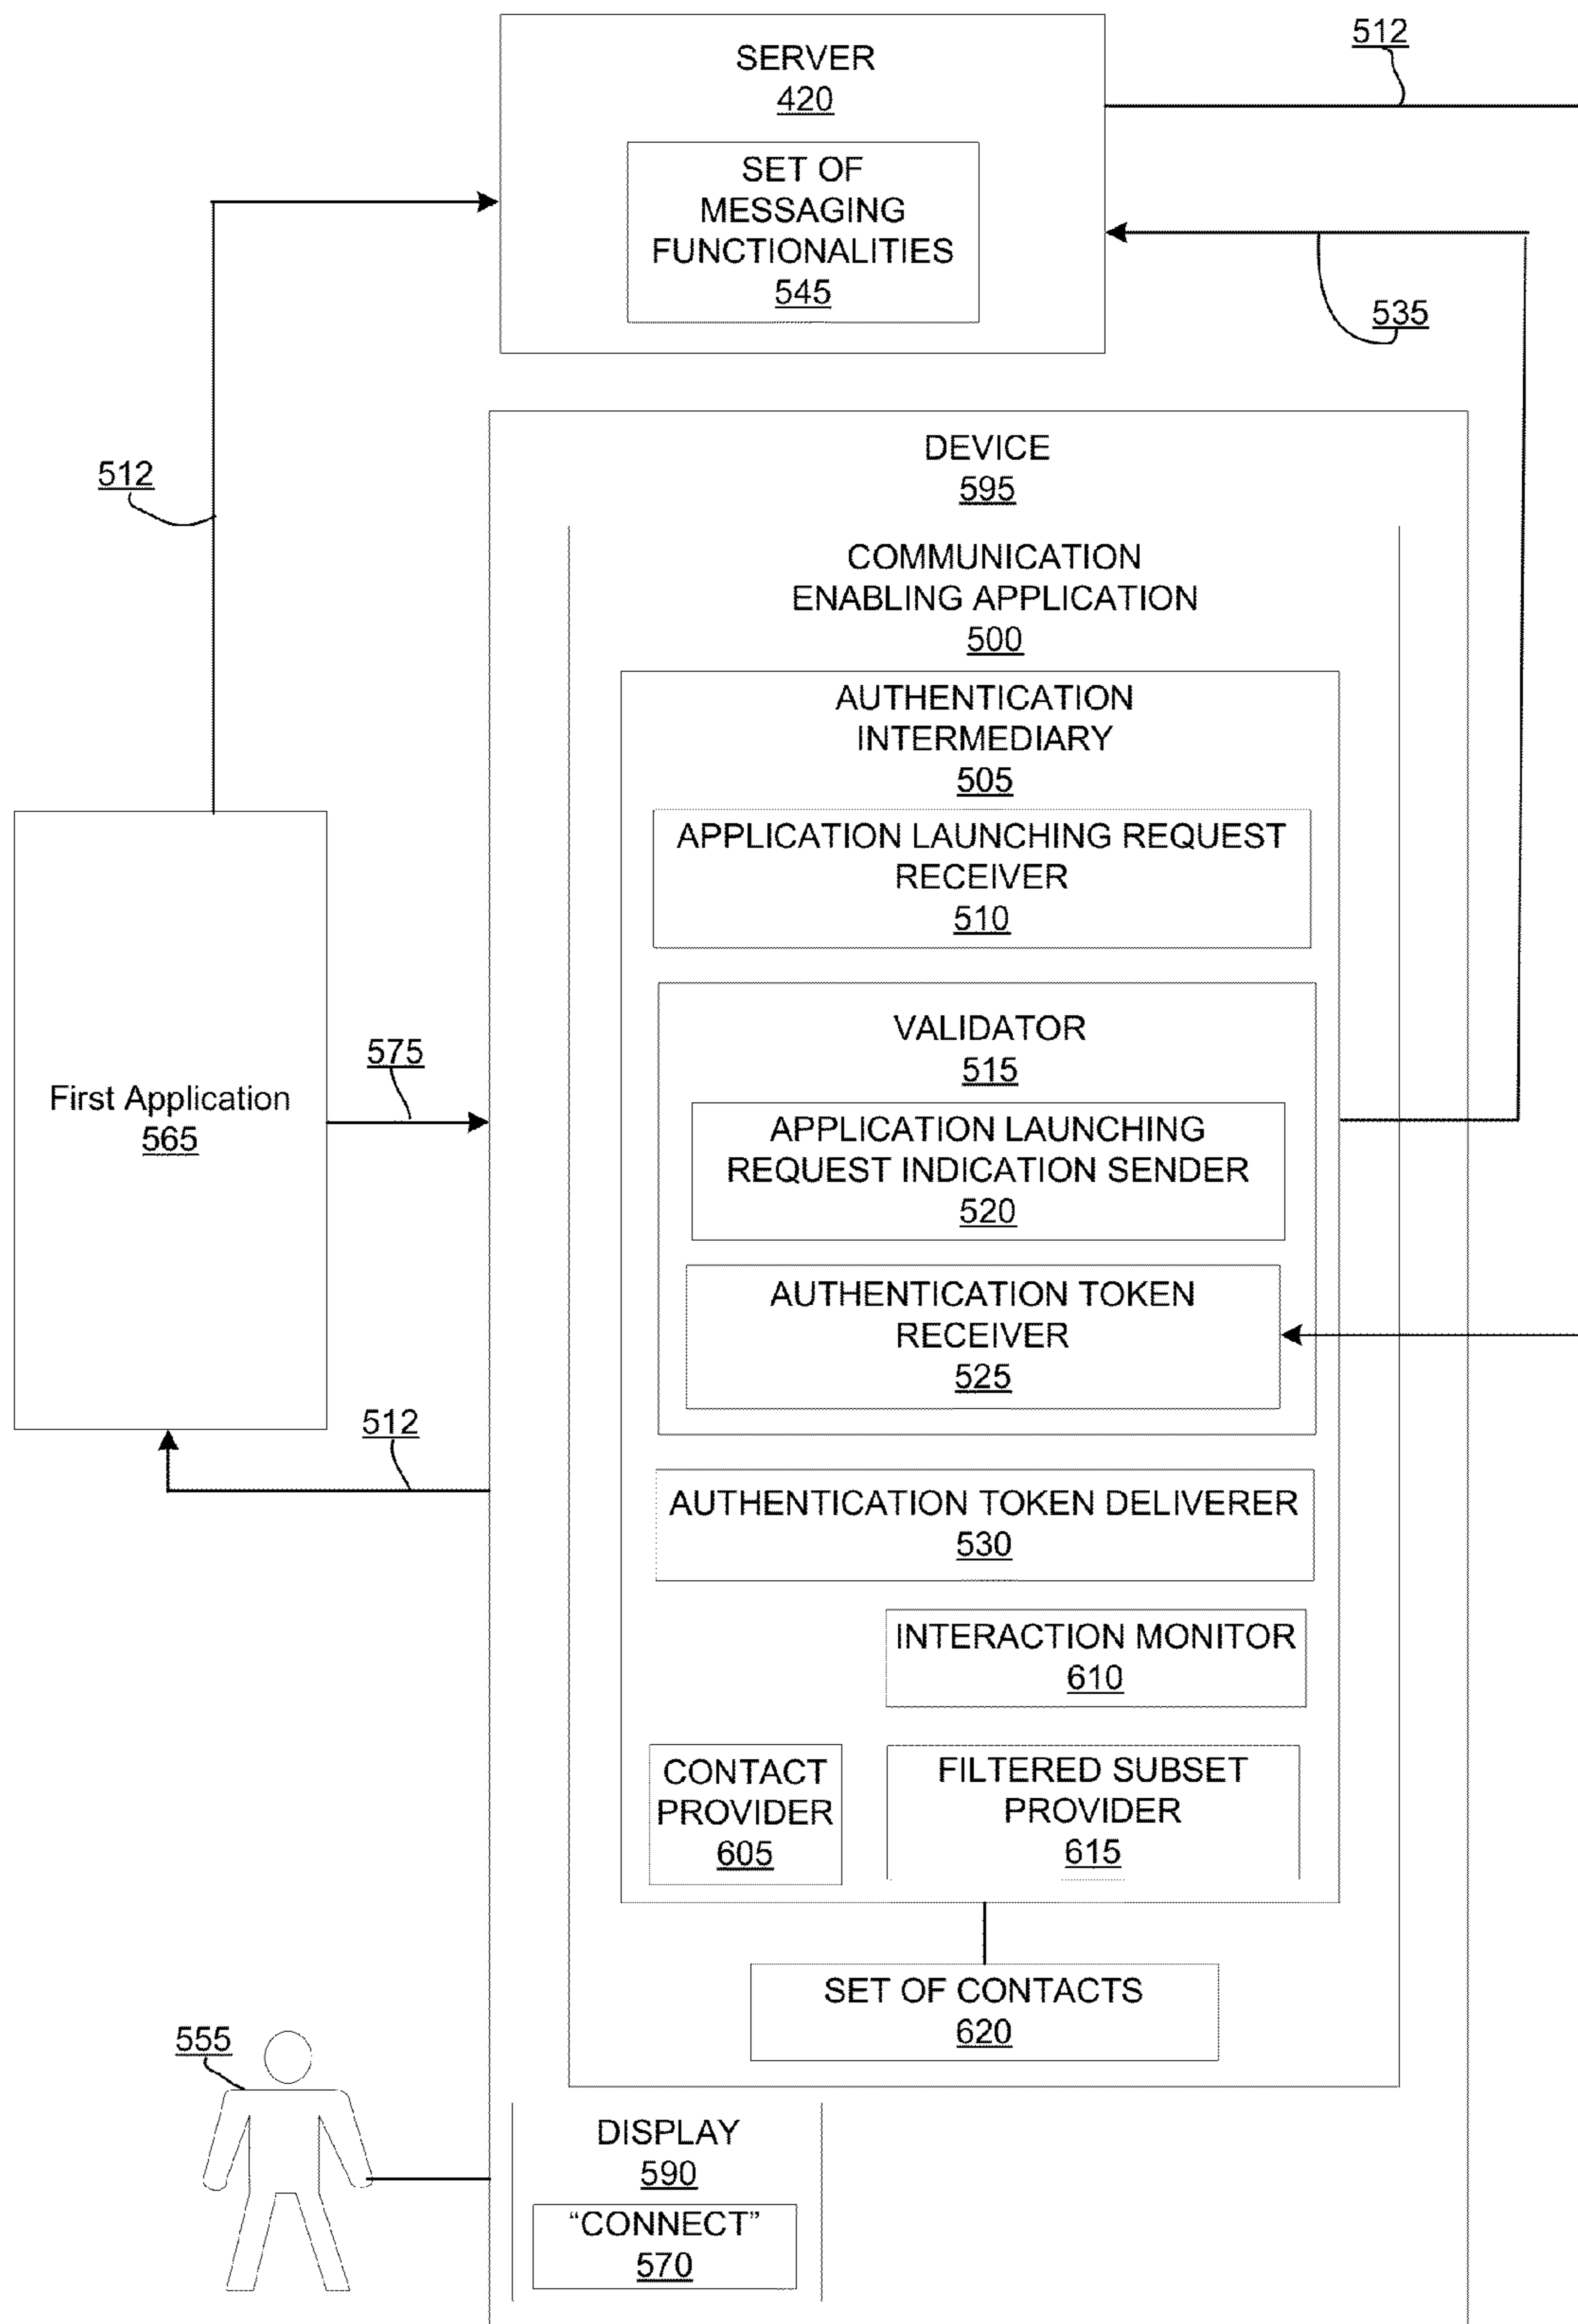 SERVER
420
512
SET OF
MESSAGING
FUNCTIONALITIES
545
535
DEVICE
595
512
COMMUNICATION
ENABLING APPLICATION
500
AUTHENTICATION
INTERMEDIARY
505
APPLICATION LAUNCHING REQUEST
RECEIVER
510
VALIDATOR
515
575
First Application
565
APPLICATION LAUNCHING
REQUEST INDICATION SENDER
520
AUTHENTICATION TOKEN
RECEIVER
525
512
AUTHENTICATION TOKEN DELIVERER
530
INTERACTION MONITOR
610
CONTACT
PROVIDER
605
FILTERED SUBSET
PROVIDER
615
SET OF CONTACTS
620
555
DISPLAY
590
“CONNECT”
570